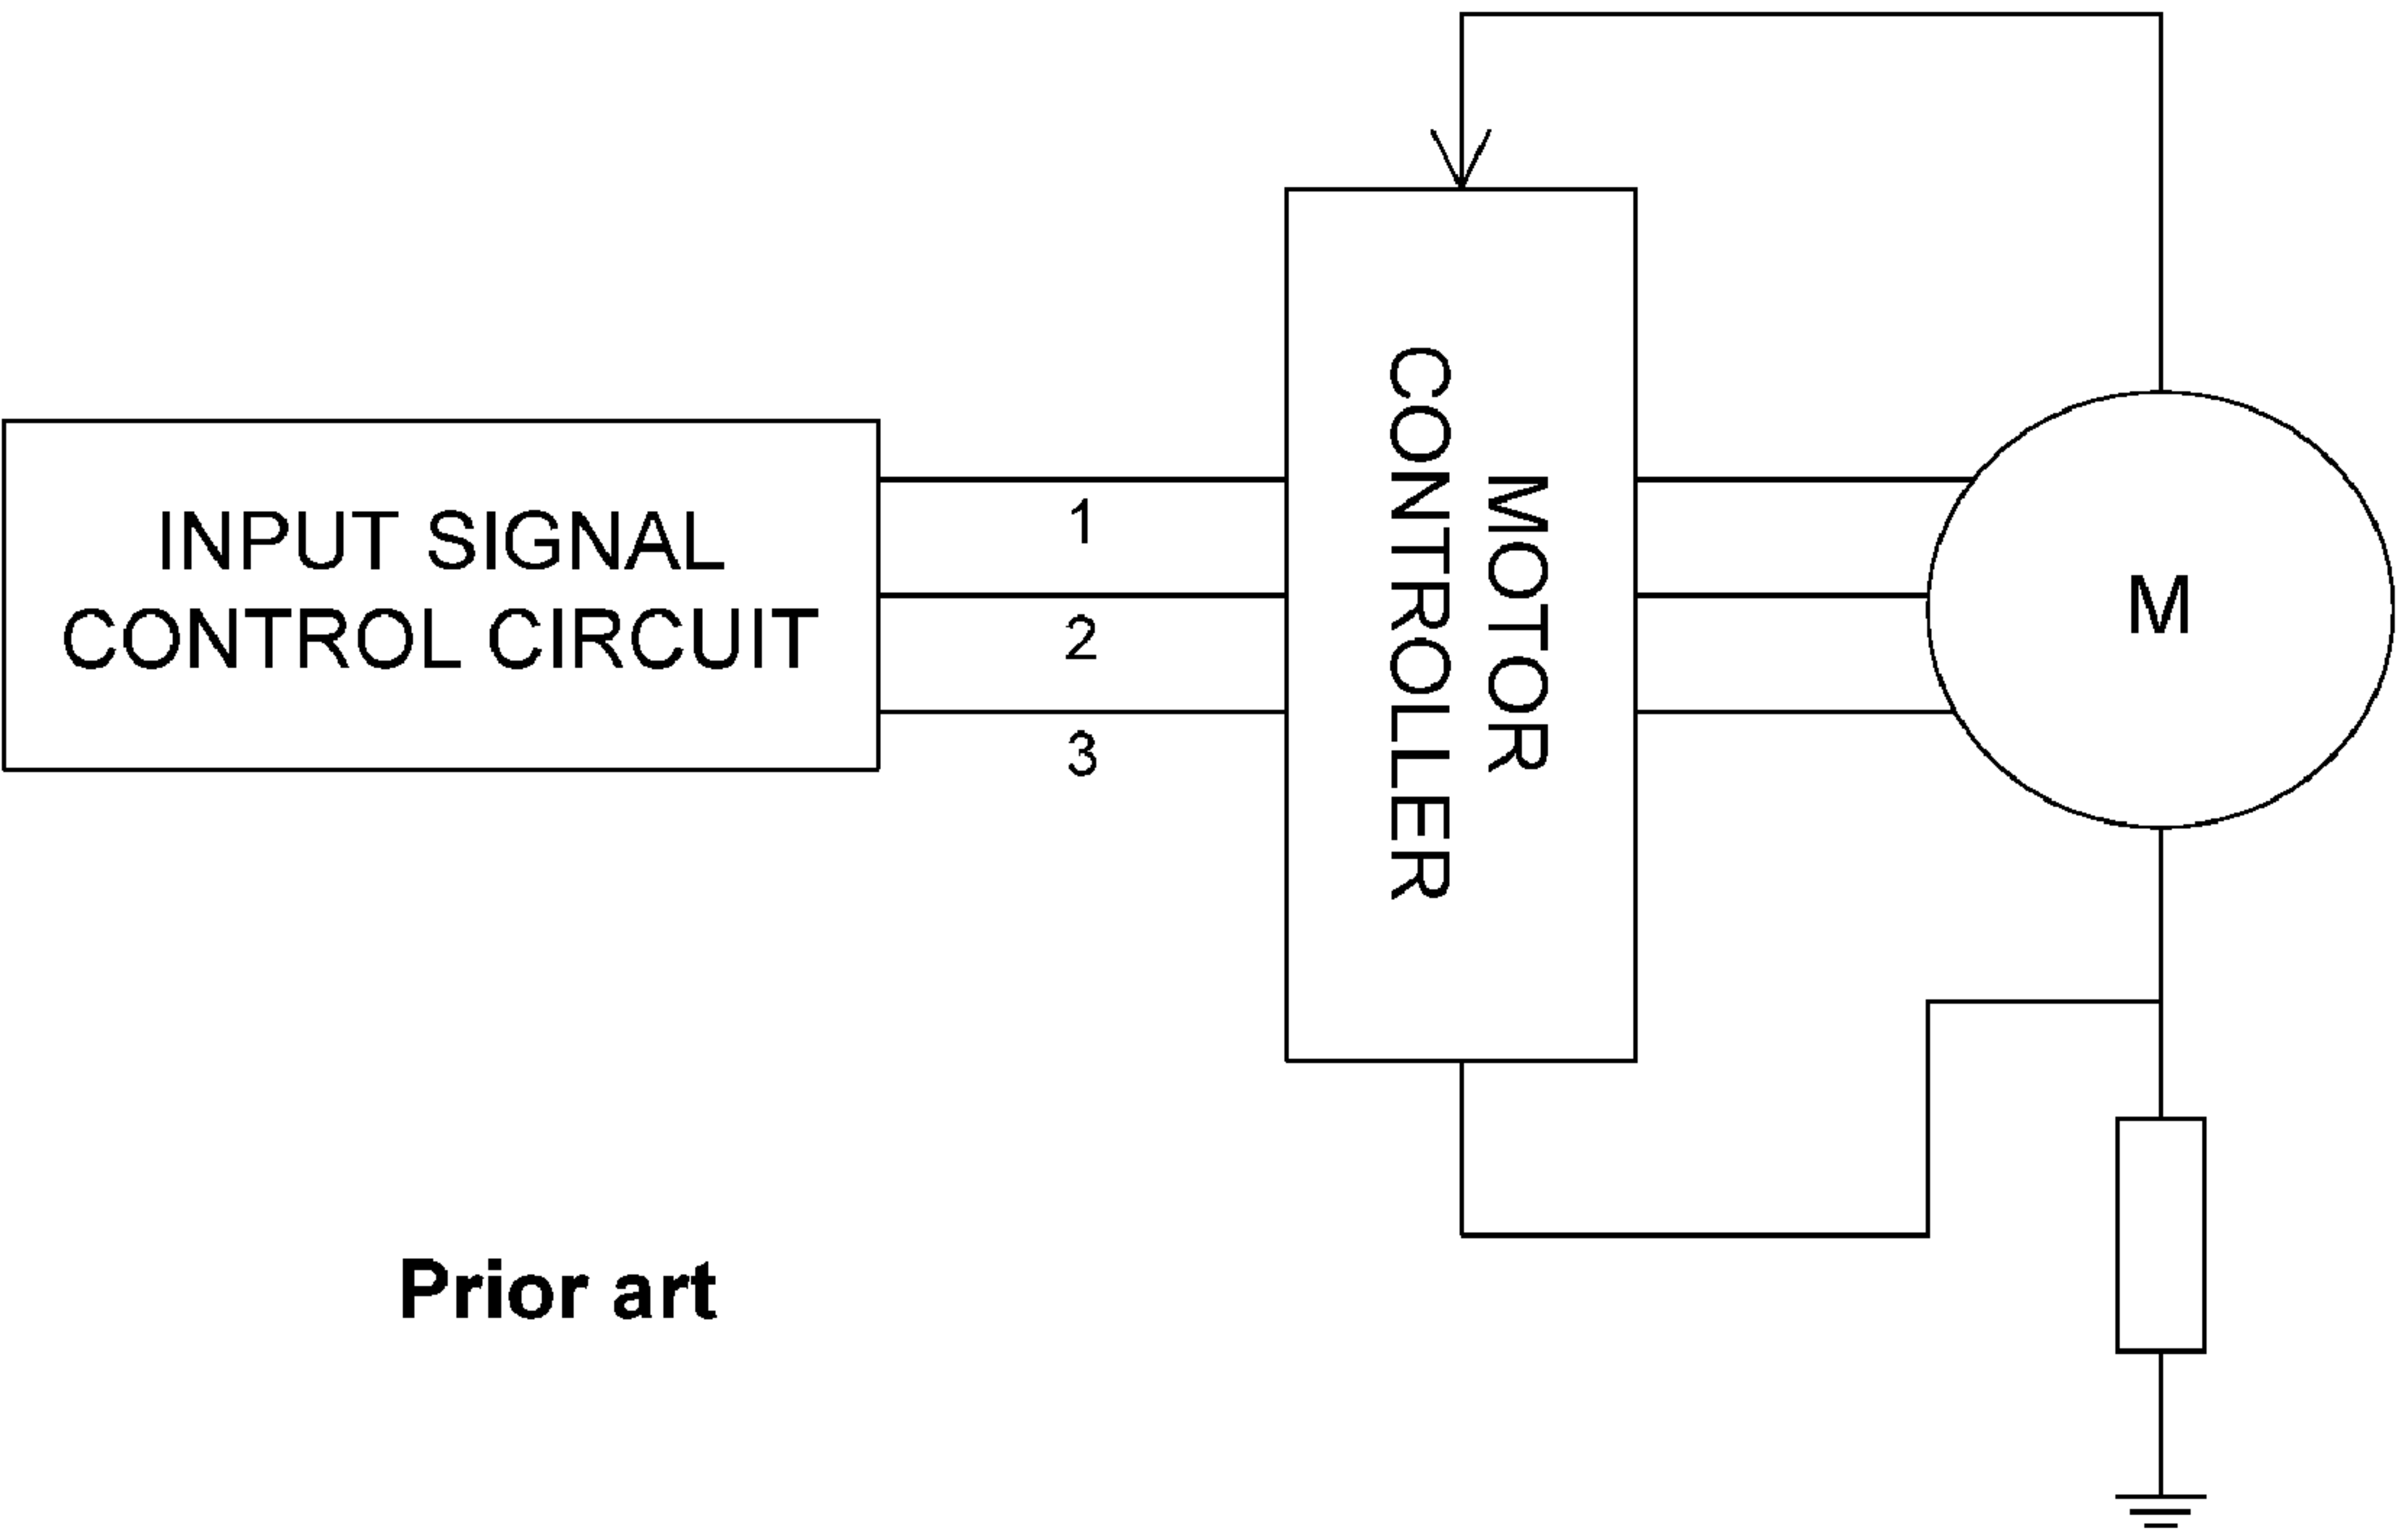 INPUT SIGNAL
CONTROL CIRCUIT
1
2
3
MOTOR
CONTROLLER
M
Prior art